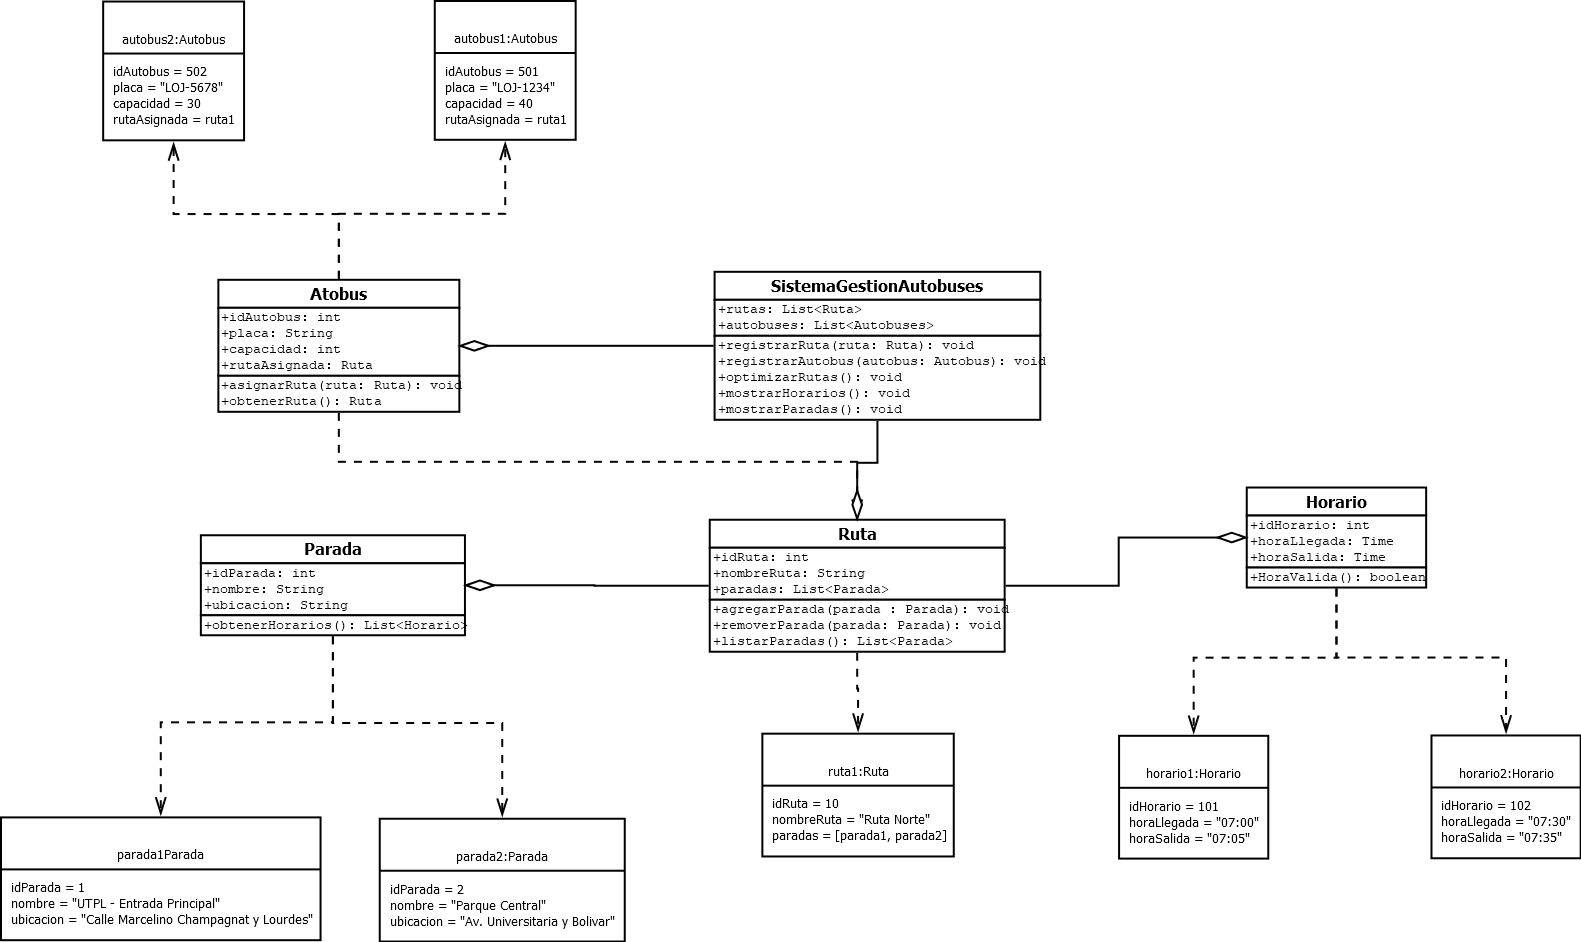 autobus2:Autobus
idAutobus = 502
placa = "LOJ-5678"
capacidad = 30
rutaAsignada = ruta1
autobus1:Autobus
idAutobus = 501
placa = "LOJ-1234"
capacidad = 40
rutaAsignada = ruta1
Atobus
+idAutobus: int
+placa: String
+capacidad: int
+rutaAsignada: Ruta
+asignarRuta(ruta: Ruta): void
+obtenerRuta(): Ruta
SistemaGestionAutobuses
+rutas: List<Ruta>
+autobuses: List<Autobuses>
+registrarRuta(ruta: Ruta): void
+registrarAutobus(autobus: Autobus): void
+optimizarRutas(): void
+mostrarHorarios(): void
+mostrarParadas(): void
Parada
+idParada: int
+nombre: String
+ubicacion: String
+obtenerHorarios(): List<Horario>
Ruta
+idRuta: int
+nombreRuta: String
+paradas: List<Parada>
+agregarParada(parada : Parada): void
+removerParada(parada: Parada): void
+listarParadas(): List<Parada>
Horario
+idHorario: int
+horaLlegada: Time
+horaSalida: Time
+HoraValida(): boolean
parada1Parada
idParada = 1
nombre = "UTPL - Entrada Principal"
ubicacion = "Calle Marcelino Champagnat y Lourdes"
parada2:Parada
idParada = 2
nombre = "Parque Central"
ubicacion = "Av. Universitaria y Bolivar"
ruta1:Ruta
idRuta = 10
nombreRuta = "Ruta Norte"
paradas = [parada1, parada2]
horario1:Horario
idHorario = 101
horaLlegada = "07:00"
horaSalida = "07:05"
horario2:Horario
idHorario = 102
horaLlegada = "07:30"
horaSalida = "07:35"